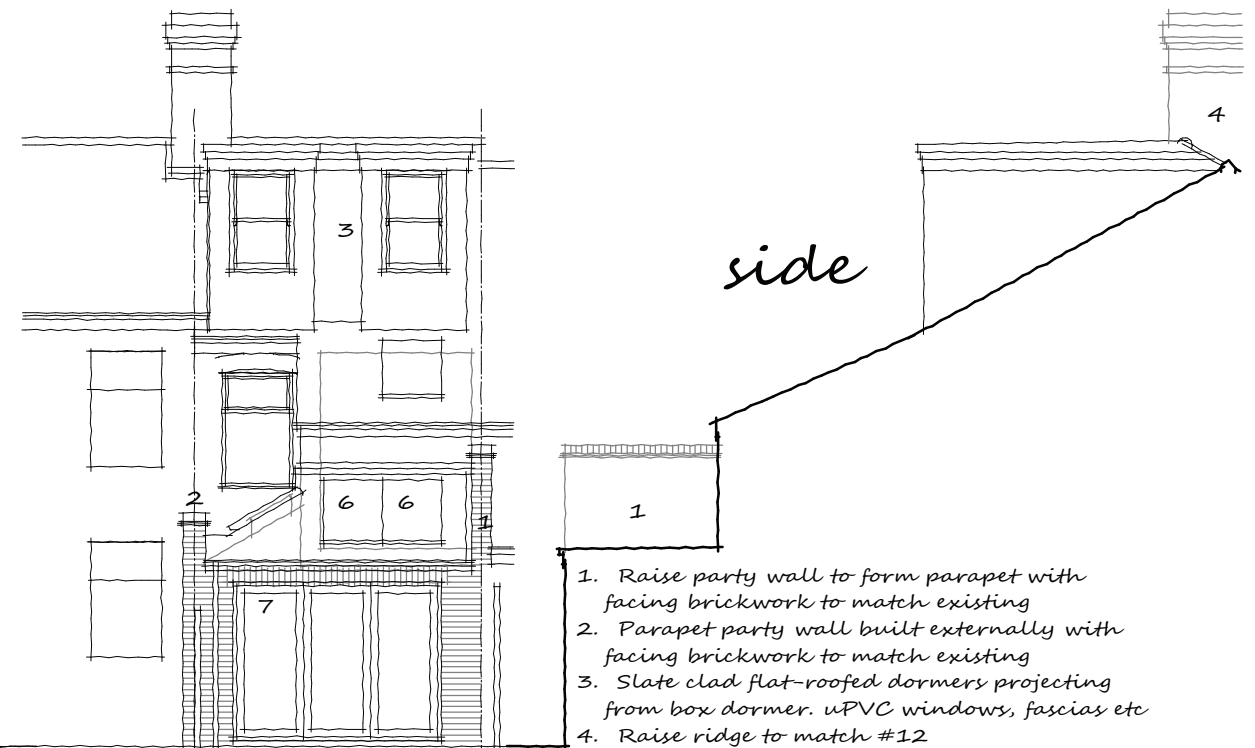 4
3
side
2
6 6
1
1
7
1. Raise party wall to form parapet with
facing brickwork to match existing
2. Parapet party wall built externally with
facing brickwork to match existing
3. Slate clad flat-roofed dormers projecting
from box dormer. uPVC windows, fascias etc
4. Raise ridge to match #12